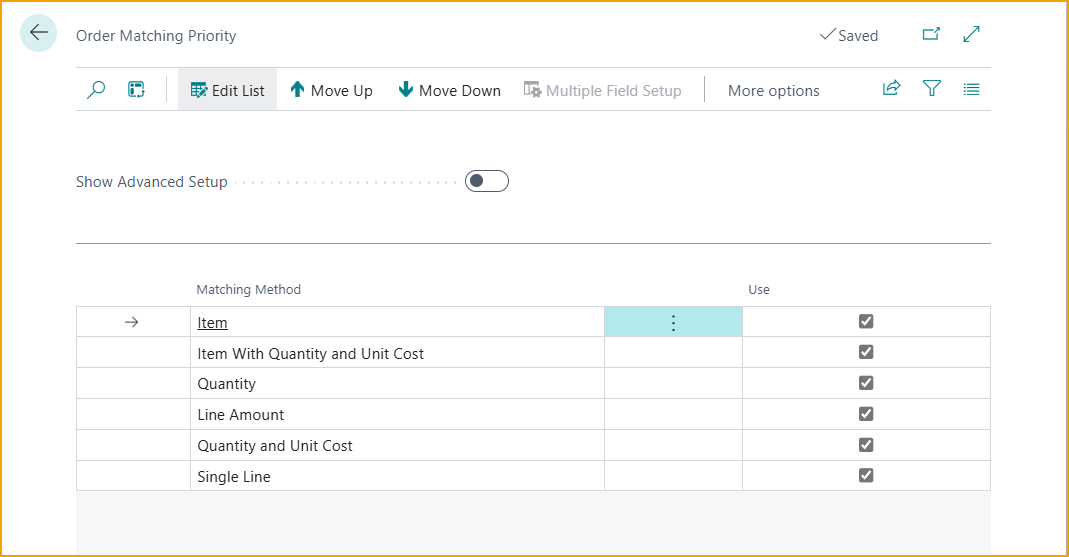 Order Matching Priority
Saved
Edit List
Move Up
Move Down
Multiple Field Setup
More options
Show Advanced Setup
Matching Method
Use
Item
Item With Quantity and Unit Cost
Quantity
Line Amount
Quantity and Unit Cost
Single Line